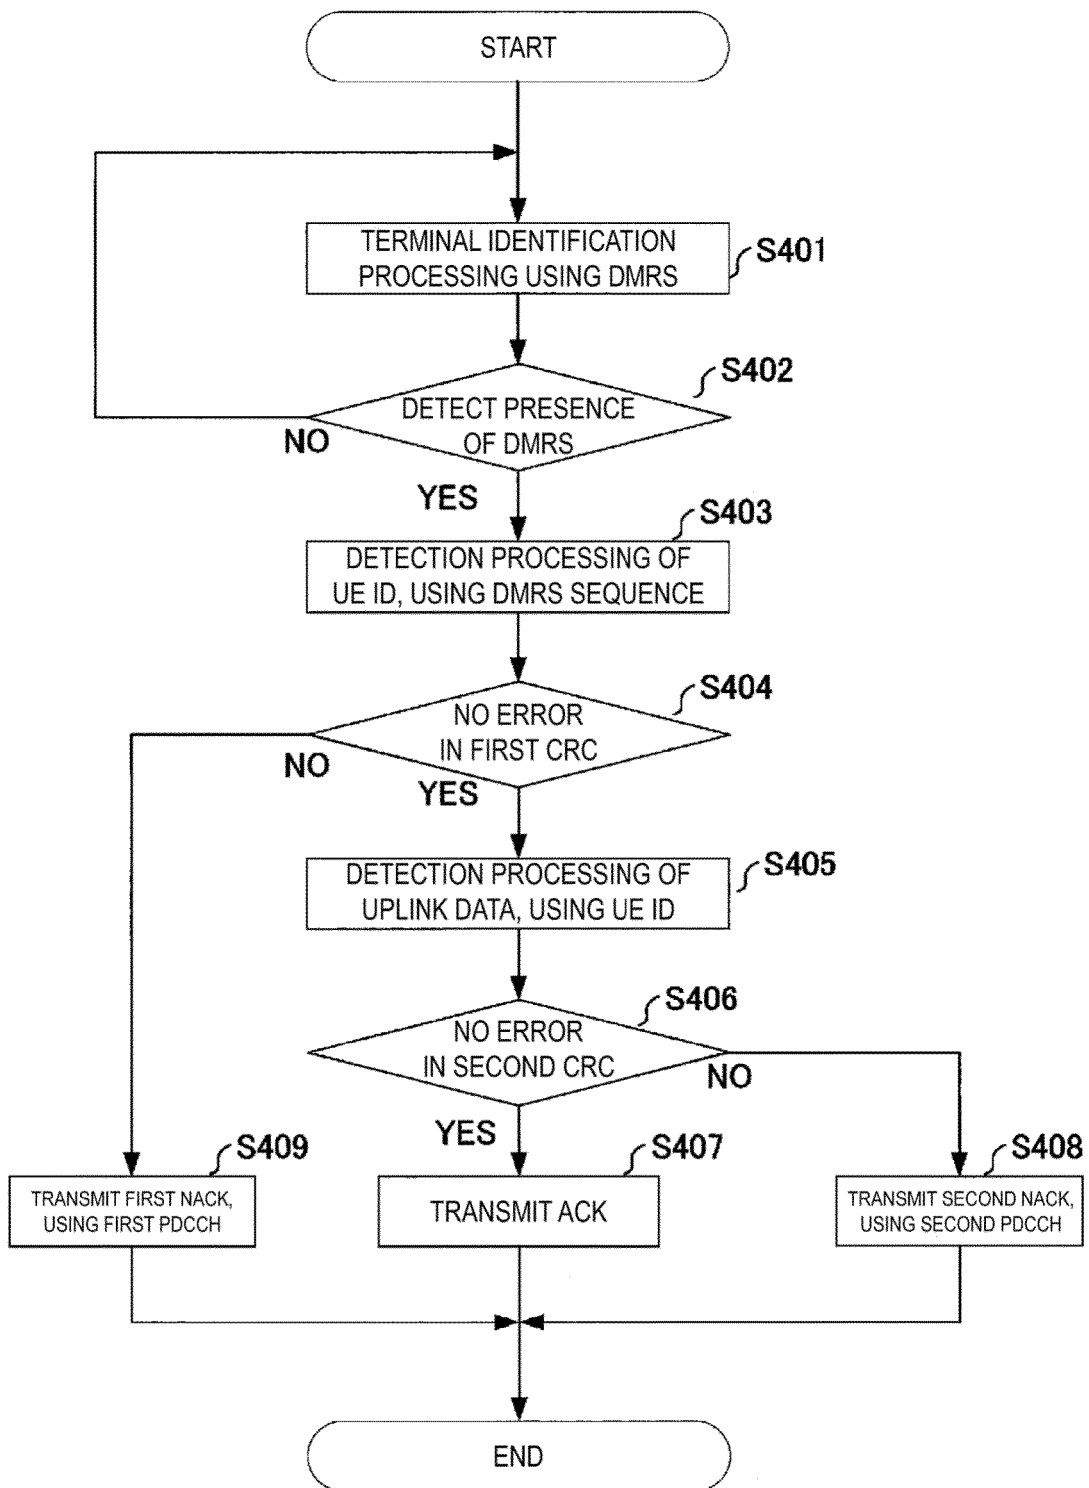 START
TERMINAL IDENTIFICATION
PROCESSING USING DMRS
S401
S402
DETECT PRESENCE
OF DMRS
NO
YES
S403
DETECTION PROCESSING OF
UE ID, USING DMRS SEQUENCE
S404
NO ERROR
IN FIRST CRC
NO
YES
S405
DETECTION PROCESSING OF
UPLINK DATA, USING UE ID
S406
NO ERROR
IN SECOND CRC
NO
YES
S409
TRANSMIT FIRST NACK,
USING FIRST PDCCH
S407
TRANSMIT ACK
S408
TRANSMIT SECOND NACK,
USING SECOND PDCCH
END